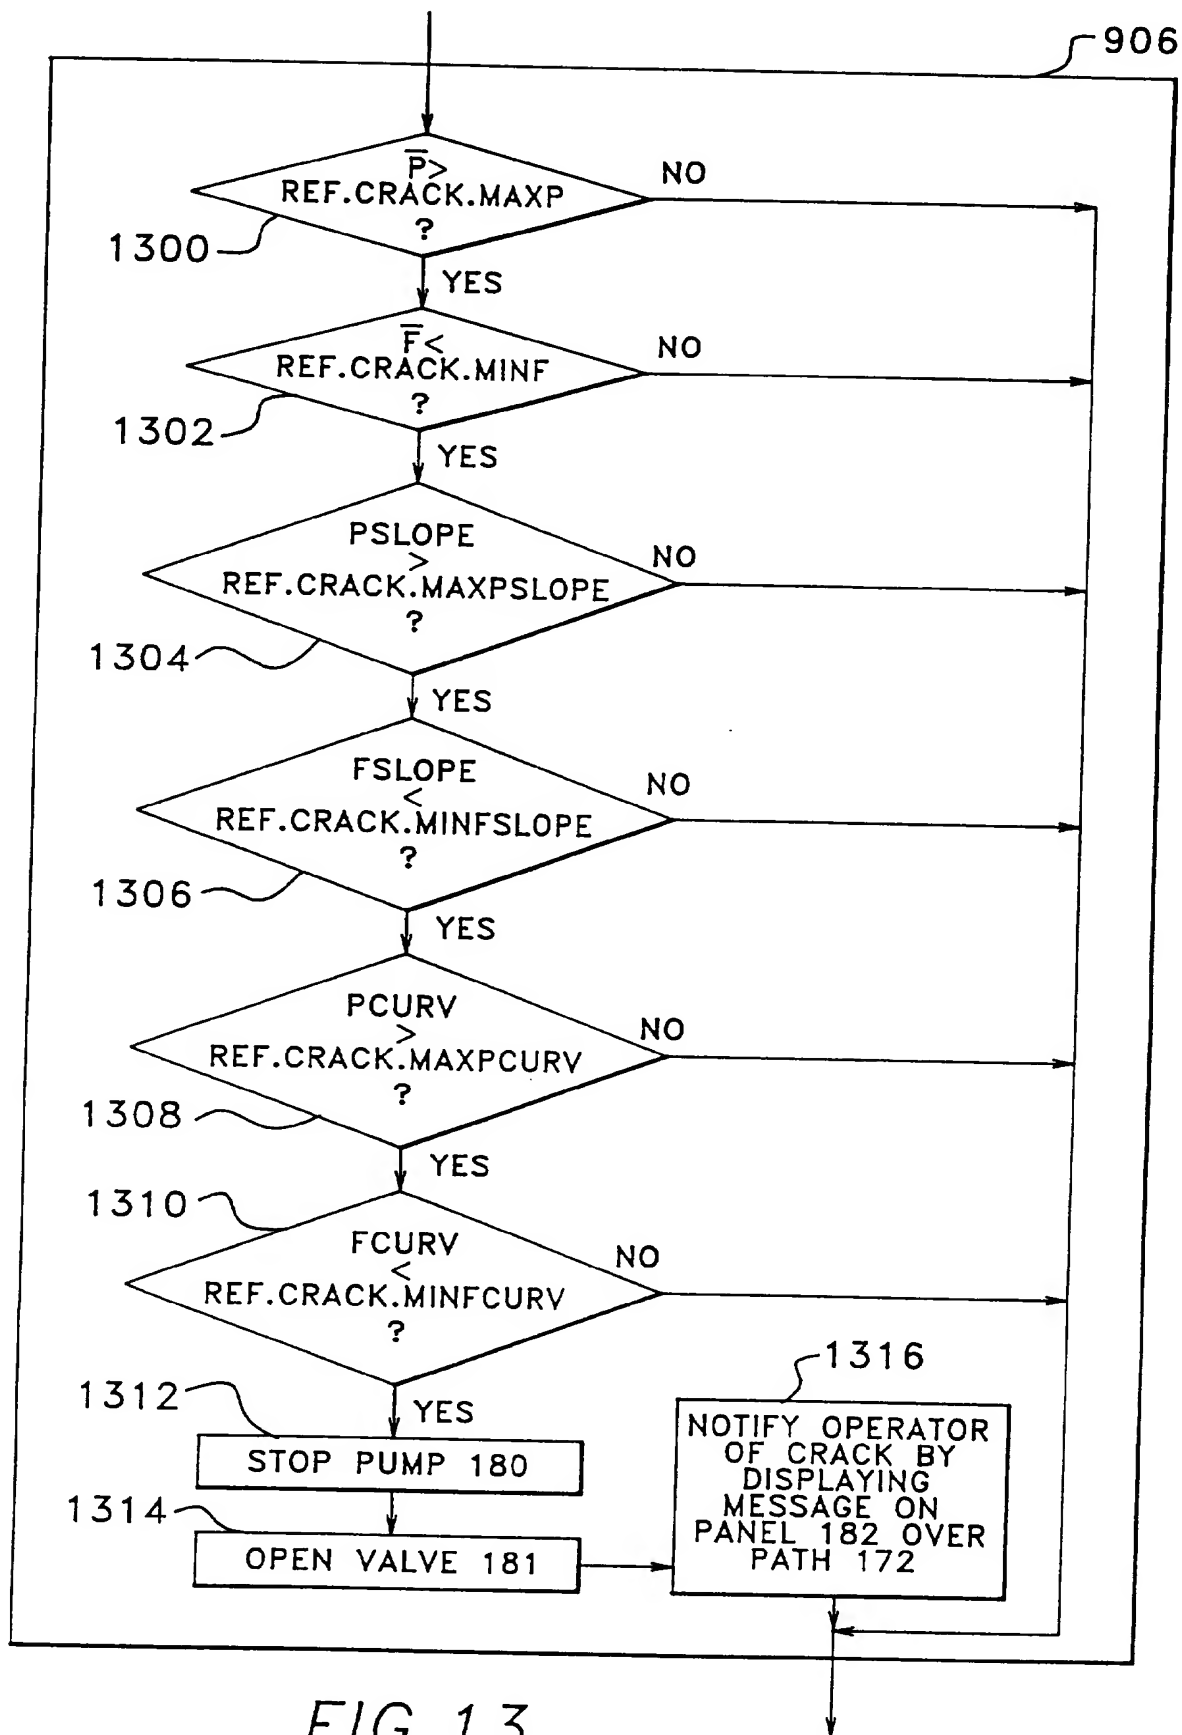 906
P̅>
REF.CRACK.MAXP
?
NO
1300
YES
F̅<
REF.CRACK.MINF
?
NO
1302
YES
PSLOPE
>
REF.CRACK.MAXPSLOPE
?
NO
1304
YES
FSLOPE
<
REF.CRACK.MINFSLOPE
?
NO
1306
YES
PCURV
>
REF.CRACK.MAXPCURV
?
NO
1308
YES
1310
FCURV
<
REF.CRACK.MINFCURV
?
NO
1312
YES
STOP PUMP 180
1314
OPEN VALVE 181
1316
NOTIFY OPERATOR
OF CRACK BY
DISPLAYING
MESSAGE ON
PANEL 182 OVER
PATH 172
FIG 13